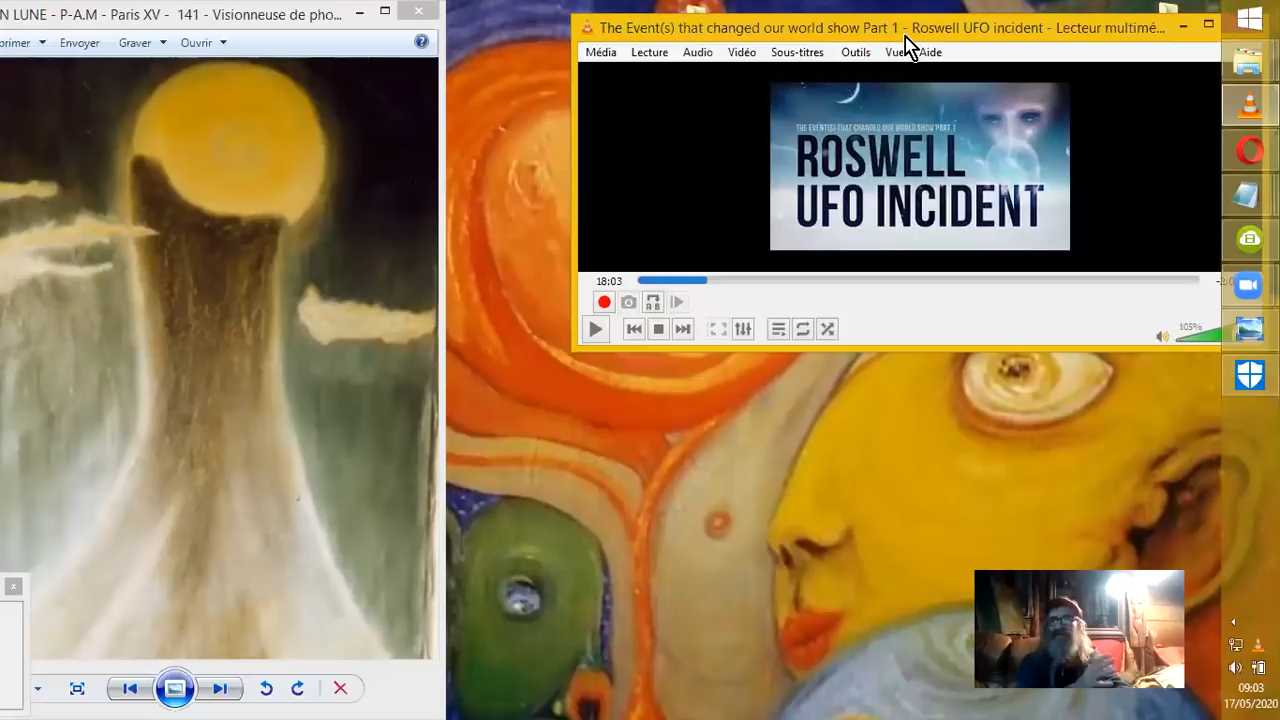 N LUNE - P-A.M - Paris XV - 141 - Visionneuse de pho...
primer Envoyer Graver Ouvrir
The Event(s) that changed our world show Part 1 - Roswell UFO incident - Lecteur multimé...
Média Lecture Audio Vidéo Sous-titres Outils Vue Aide
THE EVENT(S) THAT CHANGED OUR WORLD SHOW PART 1
ROSWELL
UFO INCIDENT
18:03
105%
09:03
17/05/2020